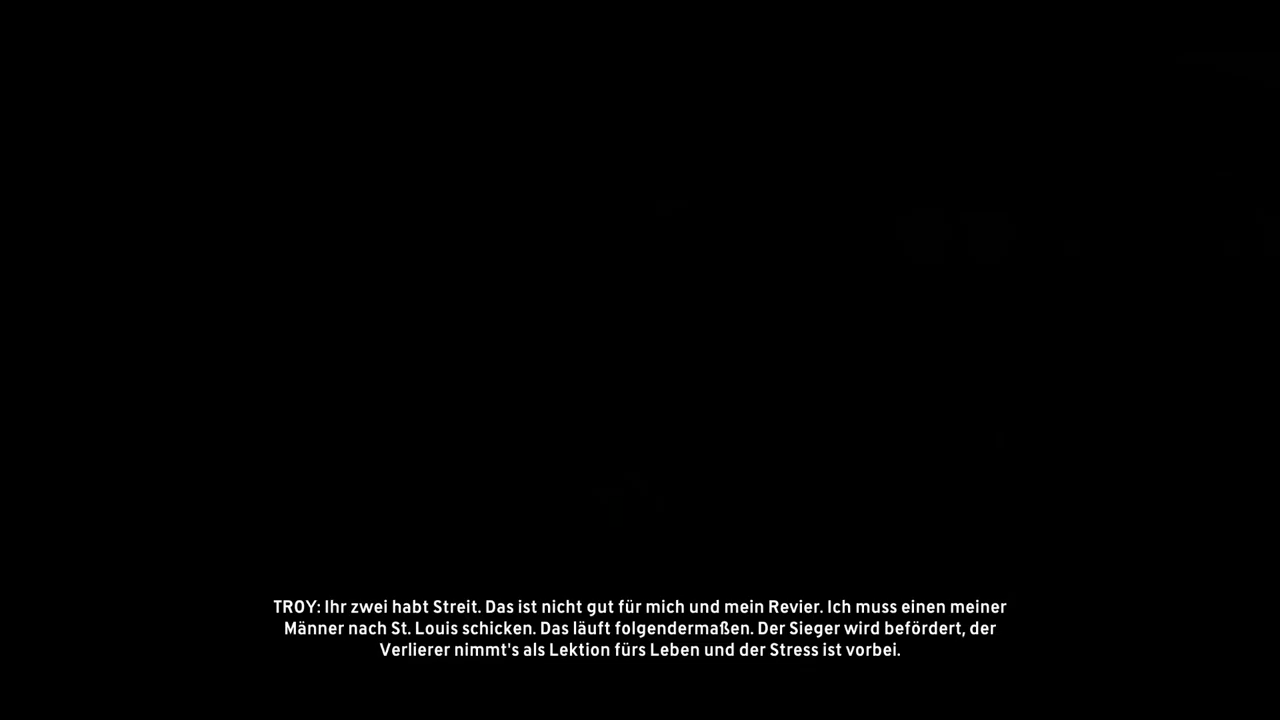 TROY: Ihr zwei habt Streit. Das ist nicht gut für mich und mein Revier. Ich muss einen meiner
Männer nach St. Louis schicken. Das läuft folgendermaßen. Der Sieger wird befördert, der
Verlierer nimmt's als Lektion fürs Leben und der Stress ist vorbei.